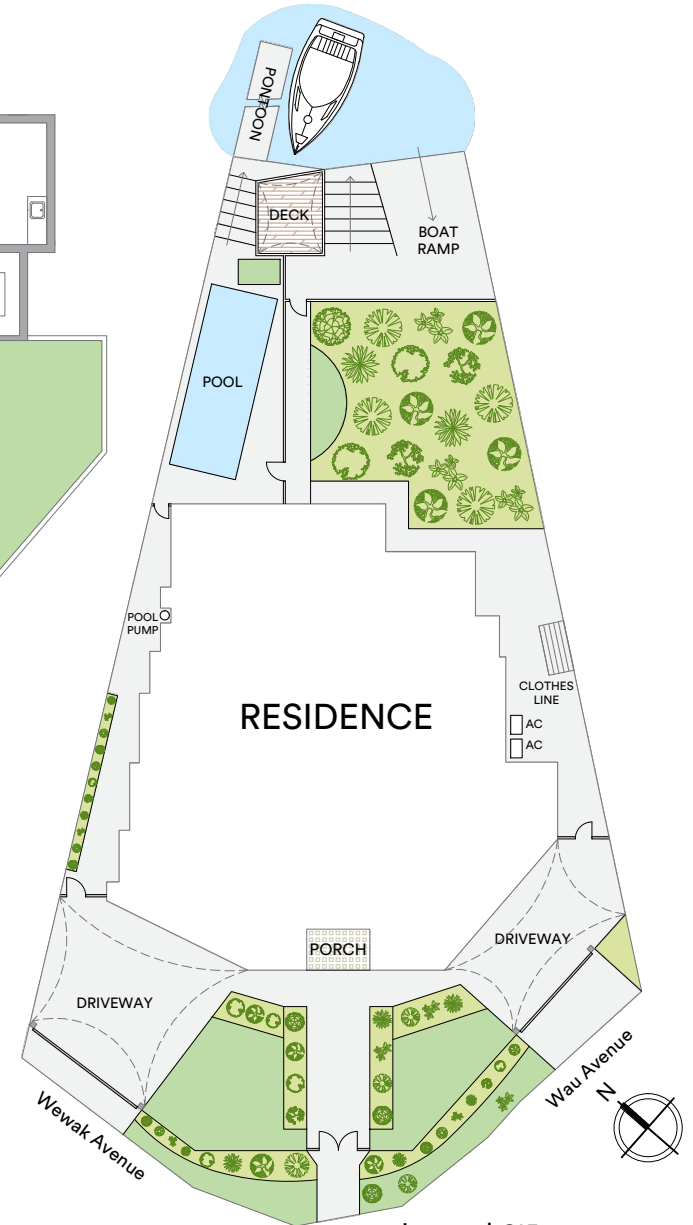 PONTOON
DECK
BOAT
RAMP
POOL
POOL
PUMP
CLOTHES
LINE
AC
AC
RESIDENCE
PORCH
DRIVEWAY
DRIVEWAY
Wewak Avenue
Wau Avenue
N